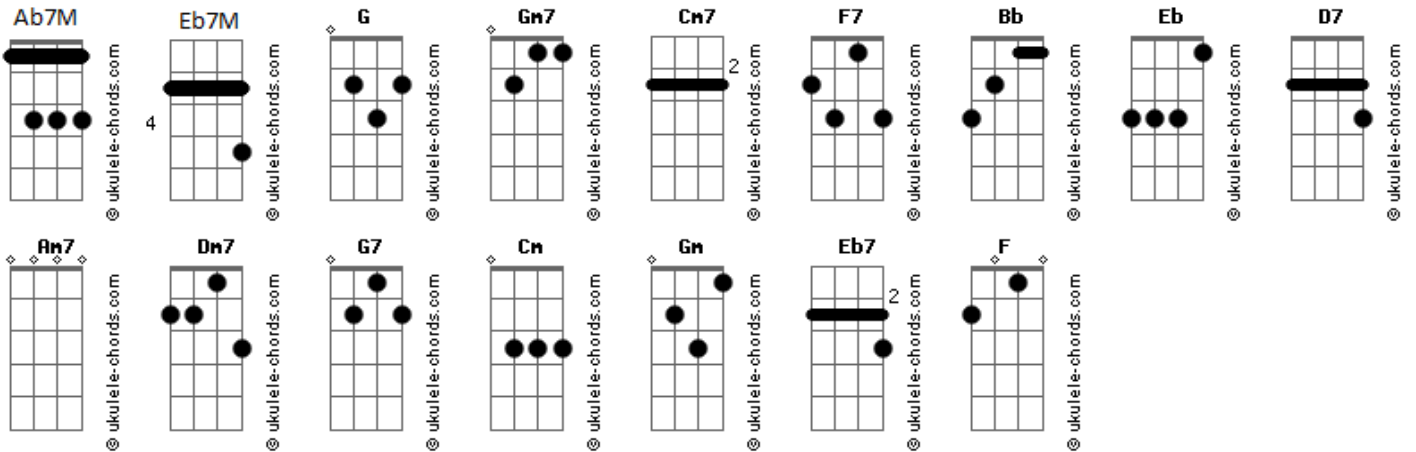 Ab7M Eb7M G Gm7 Cm7 F7 Bb Eb D7
2
4
© ukulele-chords.com © ukulele-chords.com © ukulele-chords.com © ukulele-chords.com © ukulele-chords.com © ukulele-chords.com © ukulele-chords.com © ukulele-chords.com © ukulele-chords.com
Am7 Dm7 G7 Cm Gm Eb7 F
2
© ukulele-chords.com © ukulele-chords.com © ukulele-chords.com © ukulele-chords.com © ukulele-chords.com © ukulele-chords.com © ukulele-chords.com